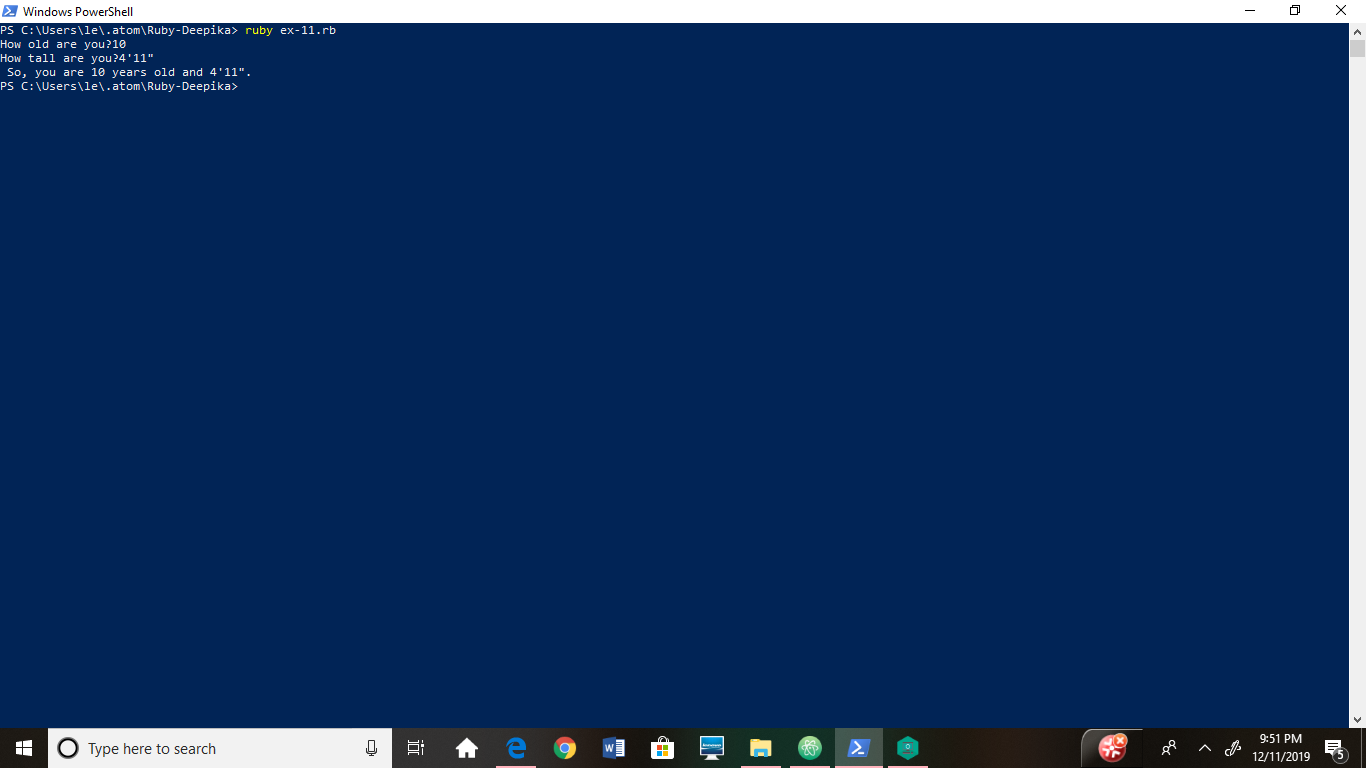 Windows PowerShell
PS C:\Users\le\.atom\Ruby-Deepika> ruby ex-11.rb
How old are you?10
How tall are you?4'11"
 So, you are 10 years old and 4'11".
PS C:\Users\le\.atom\Ruby-Deepika>
Type here to search
9:51 PM
12/11/2019
5